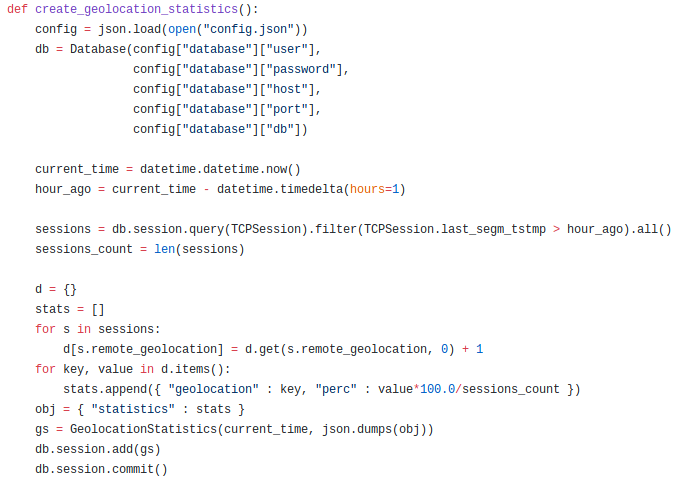 def create_geolocation_statistics():
    config = json.load(open("config.json"))
    db = Database(config["database"]["user"],
                  config["database"]["password"],
                  config["database"]["host"],
                  config["database"]["port"],
                  config["database"]["db"])

    current_time = datetime.datetime.now()
    hour_ago = current_time - datetime.timedelta(hours=1)

    sessions = db.session.query(TCPSession).filter(TCPSession.last_segm_tstmp > hour_ago).all()
    sessions_count = len(sessions)

    d = {}
    stats = []
    for s in sessions:
        d[s.remote_geolocation] = d.get(s.remote_geolocation, 0) + 1
    for key, value in d.items():
        stats.append({ "geolocation" : key, "perc" : value*100.0/sessions_count })
    obj = { "statistics" : stats }
    gs = GeolocationStatistics(current_time, json.dumps(obj))
    db.session.add(gs)
    db.session.commit()